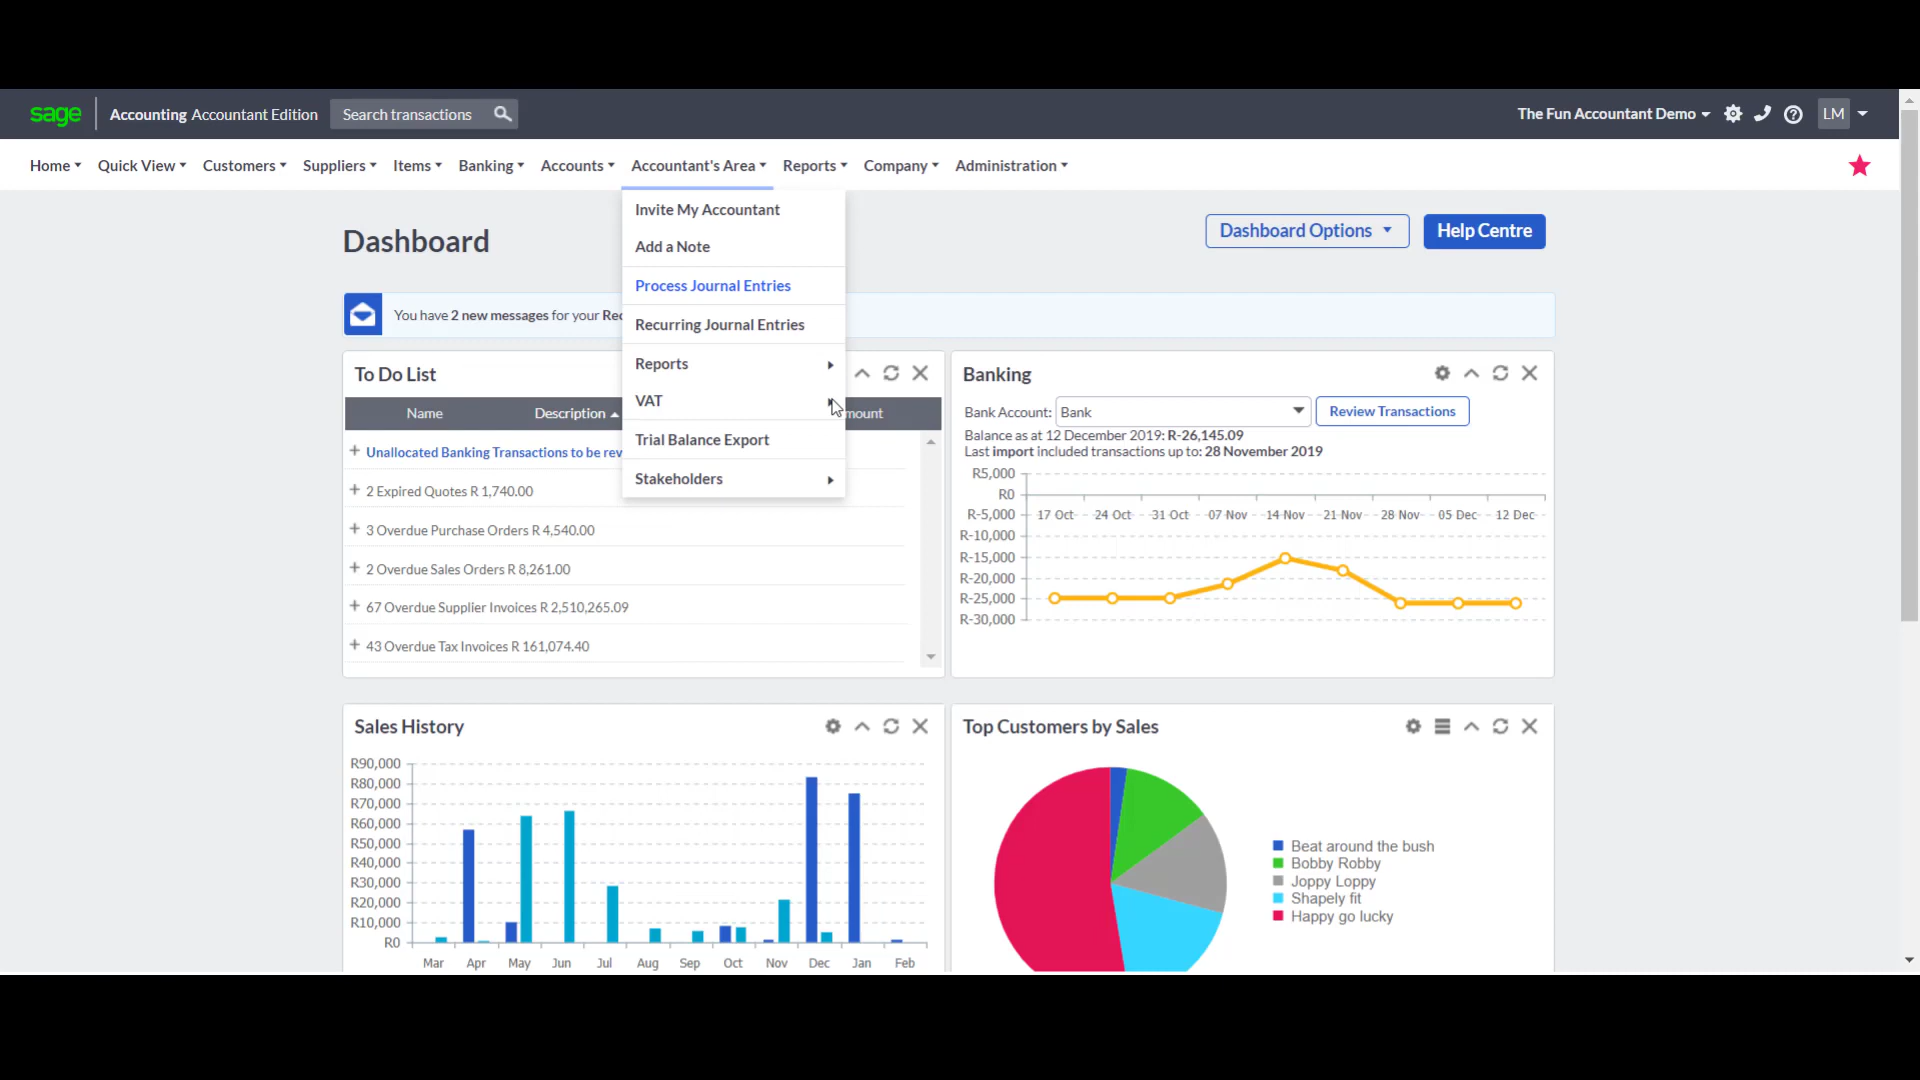 sage
Accounting Accountant Edition
Search transactions
The Fun Accountant Demo
LM
Home
Quick View
Customers
Suppliers
Items
Banking
Accounts
Accountant's Area
Reports
Company
Administration
Invite My Accountant
Add a Note
Process Journal Entries
Recurring Journal Entries
Reports
VAT
Trial Balance Export
Stakeholders
Dashboard
Dashboard Options
Help Centre
You have 2 new messages for your
To Do List
Name
Description
Unallocated Banking Transactions to be
2 Expired Quotes R 1,740.00
3 Overdue Purchase Orders R 4,540.00
2 Overdue Sales Orders R 8,261.00
67 Overdue Supplier Invoices R 2,510,265.09
43 Overdue Tax Invoices R 161,074.40
Banking
Bank Account: Bank
Review Transactions
Balance as at 12 December 2019: R-26,145.09
Last import included transactions up to: 28 November 2019
R5,000
R0
R-5,000
R-10,000
R-15,000
R-20,000
R-25,000
R-30,000
17 Oct 24 Oct 31 Oct 07 Nov 14 Nov 21 Nov 28 Nov 05 Dec 12 Dec
Sales History
R90,000
R80,000
R70,000
R60,000
R50,000
R40,000
R30,000
R20,000
R10,000
R0
Mar Apr May Jun Jul Aug Sep Oct Nov Dec Jan Feb
Top Customers by Sales
Beat around the bush
Bobby Robby
Joppy Loppy
Shapely fit
Happy go lucky